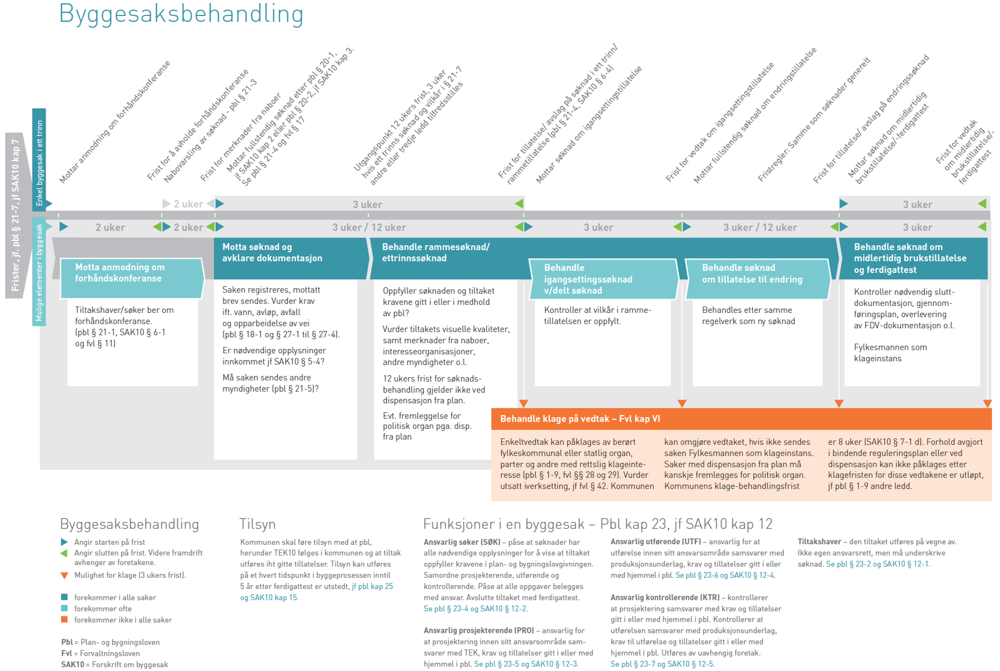 Byggesaksbehandling
Mottar anmodning om forhåndskonferanse
Frist for å avholde forhåndskonferanse
Nabovarsling av søknad - pbl § 21-3
Frist for merknader fra naboer
Mottar fullstendig søknad etter pbl § 20-1,
jf SAK10 kap 2 eller pbl § 20-2, jf SAK10 kap 3.
Se pbl § 21-4 og fvl § 17
Utgangspunkt 12 ukers frist, 3 uker
hvis ett trinns søknad og vilkår i § 21-7
andre eller tredje ledd tilfredsstilles
Frist for tillatelse/ avslag på søknad i ett trinn/
rammetillatelse (pbl § 21-4, SAK10 § 6-4)
Mottar søknad om igangsettingstillatelse
Frist for vedtak om igangsettingstillatelse
Mottar fullstendig søknad om endringstillatelse
Fristregler: Samme som søknader generelt
Frist for tillatelse/ avslag på endringssøknad
Mottar søknad om midlertidig
brukstillatelse/-ferdigattest
Frist for vedtak
om midlertidig
brukstillatelse/-
ferdigattest
Frister, jf. pbl § 21-7, jf SAK10 kap 7
Enkel byggesak i ett trinn
Mulige elementer i byggesak
2 uker
3 uker
3 uker
2 uker
2 uker
3 uker / 12 uker
3 uker
3 uker / 12 uker
3 uker
Motta anmodning om
forhåndskonferanse
Tiltakshaver/søker ber om
forhåndskonferanse.
(pbl § 21-1, SAK10 § 6-1
og fvl § 11)
Motta søknad og
avklare dokumentasjon
Saken registreres, mottatt
brev sendes. Vurder krav
ift. vann, avløp, avfall
og opparbeidelse av vei
(pbl § 18-1 og § 27-1 til § 27-4).
Er nødvendige opplysninger
innkommet jf SAK10 § 5-4?
Må saken sendes andre
myndigheter (pbl § 21-5)?
Behandle rammesøknad/
ettrinnssøknad
Oppfyller søknaden og tiltaket
kravene gitt i eller i medhold
av pbl?
Vurder tiltakets visuelle kvaliteter,
samt merknader fra naboer,
interesseorganisasjoner,
andre myndigheter o.l.
12 ukers frist for søknads-
behandling gjelder ikke ved
dispensasjon fra plan.
Evt. fremleggelse for
politisk organ pga. disp.
fra plan
Behandle
igangsettingssøknad
v/delt søknad
Kontroller at vilkår i ramme-
tillatelsen er oppfylt.
Behandle søknad
om tillatelse til endring
Behandles etter samme
regelverk som ny søknad
Behandle søknad om
midlertidig brukstillatelse
og ferdigattest
Kontroller nødvendig slutt-
dokumentasjon, gjennom-
føringsplan, overlevering
av FDV-dokumentasjon o.l.
Fylkesmannen som
klageinstans
Behandle klage på vedtak – Fvl kap VI
Enkeltvedtak kan påklages av berørt
fylkeskommunal eller statlig organ,
parter og andre med rettslig klageinte-
resse (pbl § 1-9, fvl §§ 28 og 29). Vurder
utsatt iverksetting, jf fvl § 42. Kommunen
kan omgjøre vedtaket, hvis ikke sendes
saken Fylkesmannen som klageinstans.
Saker med dispensasjon fra plan må
kanskje fremlegges for politisk organ.
Kommunens klage-behandlingsfrist
er 8 uker (SAK10 § 7-1 d). Forhold avgjort
i bindende reguleringsplan eller ved
dispensasjon kan ikke påklages etter
klagefristen for disse vedtakene er utløpt,
jf pbl § 1-9 andre ledd.
Byggesaksbehandling
Angir starten på frist
Angir slutten på frist. Videre framdrift
avhenger av foretakene.
Mulighet for klage (3 ukers frist).
forekommer i alle saker
forekommer ofte
forekommer ikke i alle saker
Pbl = Plan- og bygningsloven
Fvl = Forvaltningsloven
SAK10 = Forskrift om byggesak
Tilsyn
Kommunen skal føre tilsyn med at pbl,
herunder TEK10 følges i kommunen og at tiltak
utføres iht gitte tillatelser. Tilsyn kan utføres
på et hvert tidspunkt i byggeprosessen inntil
5 år etter ferdigattest er utstedt, jf pbl kap 25
og SAK10 kap 15.
Funksjoner i en byggesak – Pbl kap 23, jf SAK10 kap 12
Ansvarlig søker (SØK) – påse at søknader har
alle nødvendige opplysninger for å vise at tiltaket
oppfyller kravene i plan- og bygningslovgivningen.
Samordne prosjekterende, utførende og
kontrollerende. Påse at alle oppgaver belegges
med ansvar. Avslutte tiltaket med ferdigattest.
Se pbl § 23-4 og SAK10 § 12-2.
Ansvarlig prosjekterende (PRO) – ansvarlig for
at prosjektering innen sitt ansvarsområde sam-
svarer med TEK, krav og tillatelser gitt i eller med
hjemmel i pbl. Se pbl § 23-5 og SAK10 § 12-3.
Ansvarlig utførende (UTF) – ansvarlig for at
utførelse innen sitt ansvarsområde samsvarer med
produksjonsunderlag, krav og tillatelser gitt i eller
med hjemmel i pbl. Se pbl § 23-6 og SAK10 § 12-4.
Ansvarlig kontrollerende (KTR) – kontrollerer
at prosjektering samsvarer med krav og tillatelser
gitt i eller med hjemmel i pbl. Kontrollerer at
utførelsen samsvarer med produksjonsunderlag,
krav til utførelse og tillatelser gitt i eller med
hjemmel i pbl. Utføres av uavhengig foretak.
Se pbl § 23-7 og SAK10 § 12-5.
Tiltakshaver – den tiltaket utføres på vegne av.
Ikke egen ansvarsrett, men må underskrive
søknad. Se pbl § 23-2 og SAK10 § 12-1.